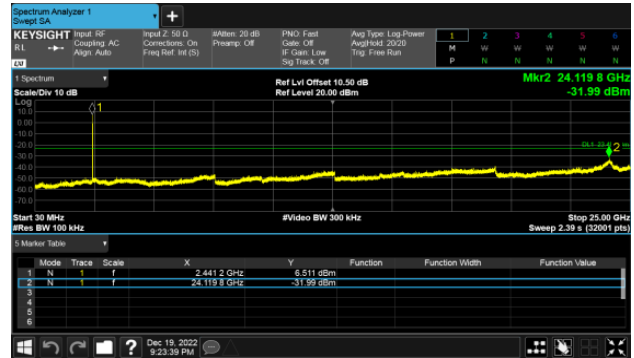 Spectrum Analyzer 1
Swept SA
+
KEYSIGHT Input: RF Input Z: 50 Ω #Atten: 20 dB PNO: Fast Avg Type: Log-Power 1 2 3 4 5 6
RL Coupling: AC Corrections: On Preamp: Off Gate: Off Avg|Hold: 20/20 M W W W W W
Align: Auto Freq Ref: Int (S) IF Gain: Low Trig: Free Run P N N N N N
Sig Track: Off
LXI
1 Spectrum Ref Lvl Offset 10.50 dB Mkr2 24.119 8 GHz
Scale/Div 10 dB Ref Level 20.00 dBm -31.99 dBm
Log
1
10.0
0.00
-10.0
-20.0
2
-30.0
-40.0
-50.0
-60.0
-70.0
Start 30 MHz #Video BW 300 kHz Stop 25.00 GHz
#Res BW 100 kHz Sweep 2.39 s (32001 pts)
5 Marker Table
Mode Trace Scale X Y Function Function Width Function Value
1 N 1 f 2.441 2 GHz 6.511 dBm
2 N 1 f 24.119 8 GHz -31.99 dBm
3
4
5
6
? Dec 19, 2022
9:23:39 PM